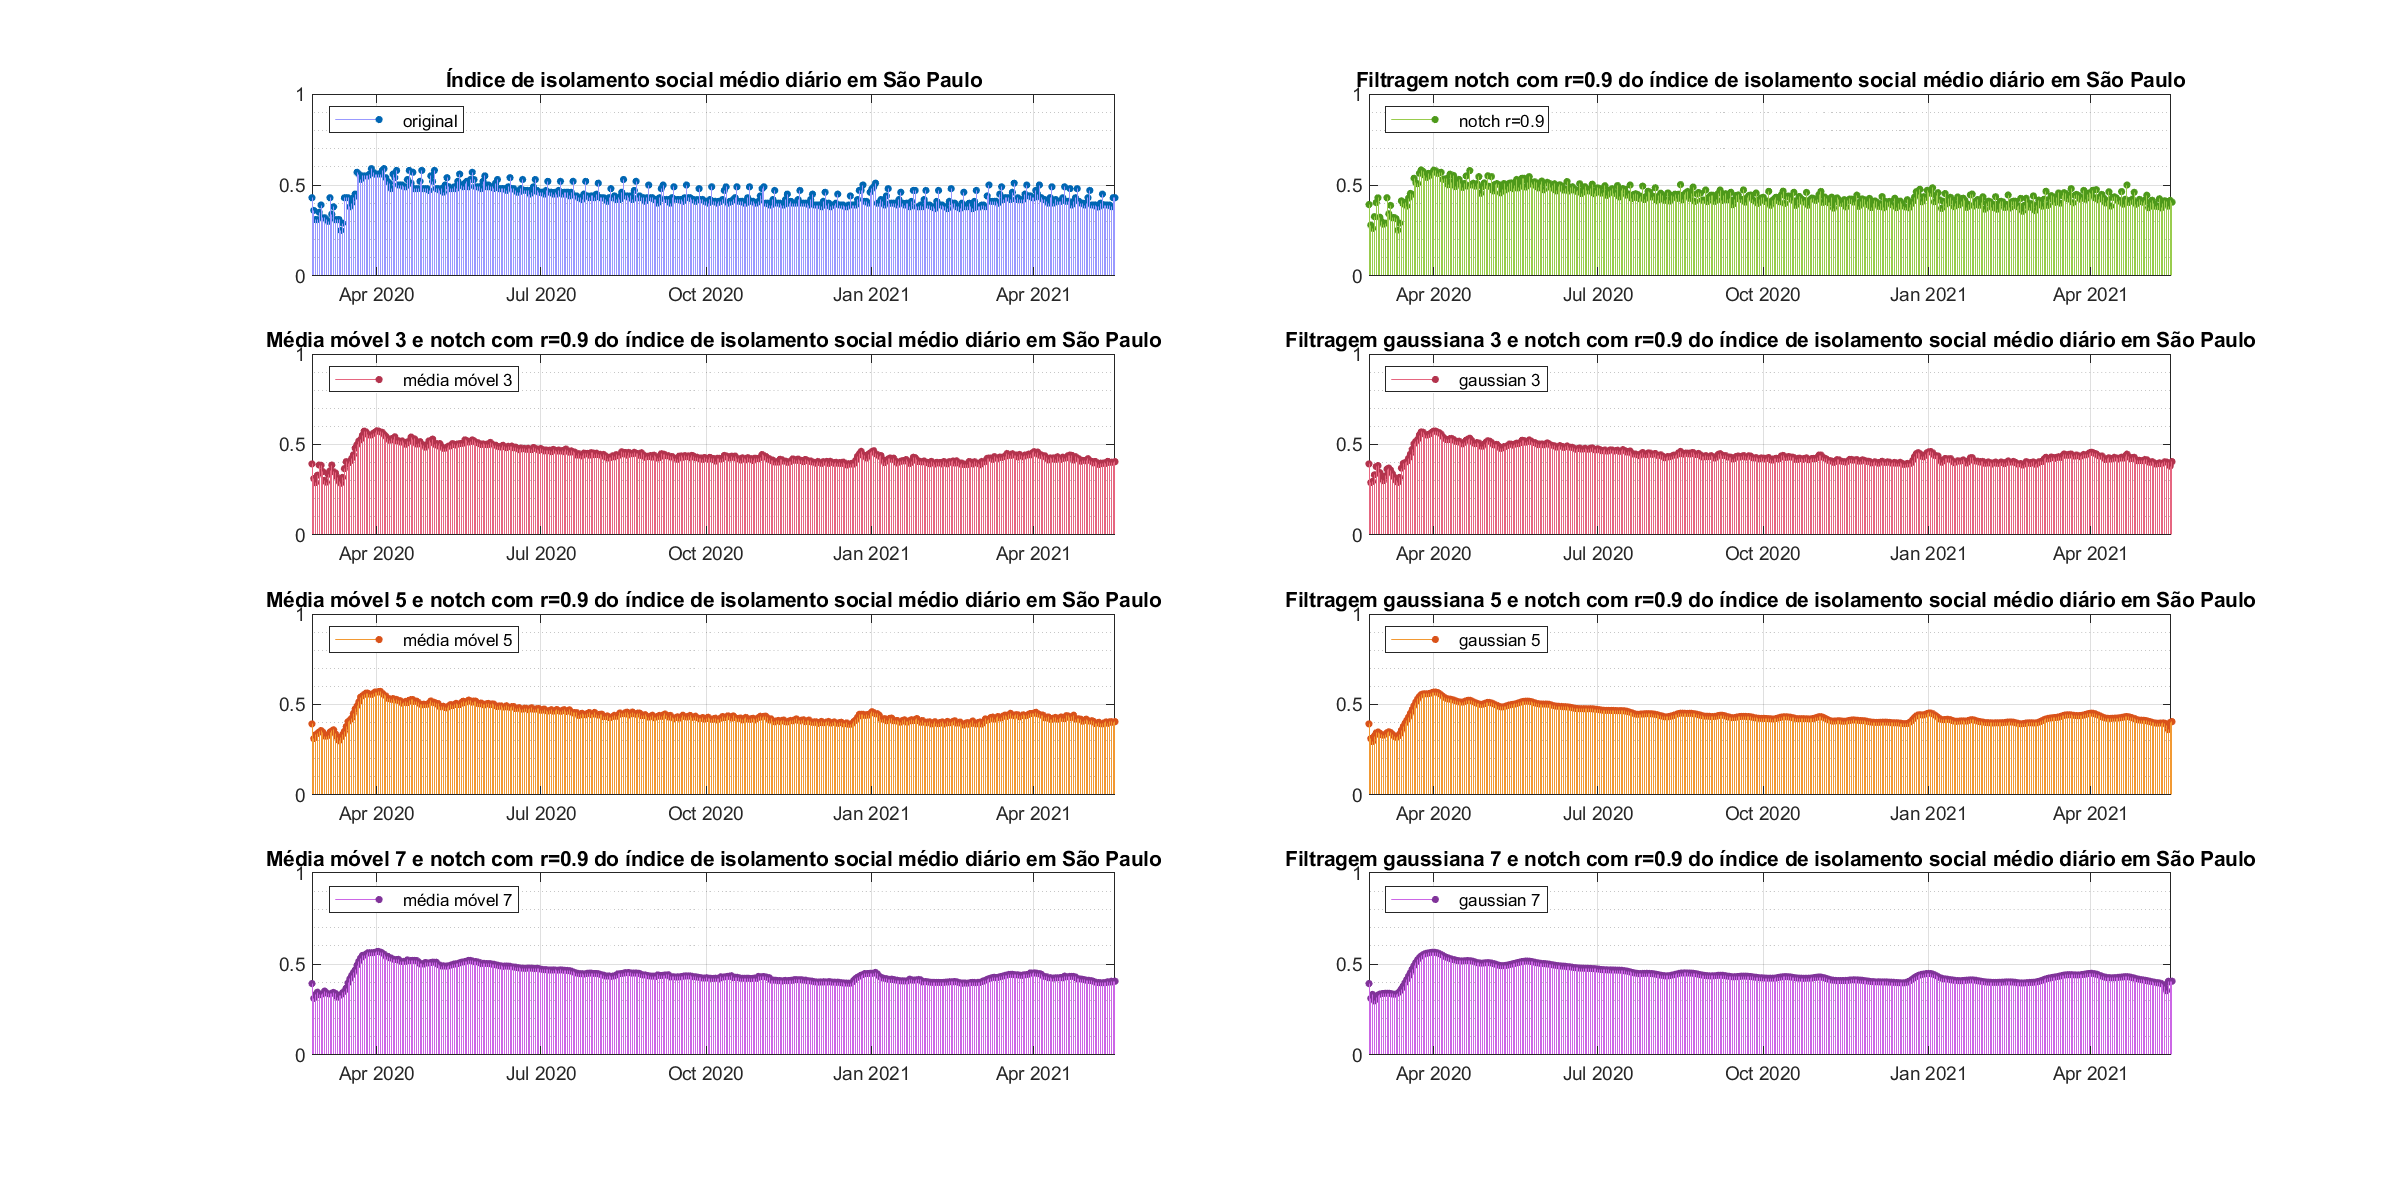 Índice de isolamento social médio diário em São Paulo
1
original
0.5
0
Apr 2020 Jul 2020 Oct 2020 Jan 2021 Apr 2021
Filtragem notch com r=0.9 do índice de isolamento social médio diário em São Paulo
1
notch r=0.9
0.5
0
Apr 2020 Jul 2020 Oct 2020 Jan 2021 Apr 2021
Média móvel 3 e notch com r=0.9 do índice de isolamento social médio diário em São Paulo
1
média móvel 3
0.5
0
Apr 2020 Jul 2020 Oct 2020 Jan 2021 Apr 2021
Filtragem gaussiana 3 e notch com r=0.9 do índice de isolamento social médio diário em São Paulo
1
gaussian 3
0.5
0
Apr 2020 Jul 2020 Oct 2020 Jan 2021 Apr 2021
Média móvel 5 e notch com r=0.9 do índice de isolamento social médio diário em São Paulo
1
média móvel 5
0.5
0
Apr 2020 Jul 2020 Oct 2020 Jan 2021 Apr 2021
Filtragem gaussiana 5 e notch com r=0.9 do índice de isolamento social médio diário em São Paulo
1
gaussian 5
0.5
0
Apr 2020 Jul 2020 Oct 2020 Jan 2021 Apr 2021
Média móvel 7 e notch com r=0.9 do índice de isolamento social médio diário em São Paulo
1
média móvel 7
0.5
0
Apr 2020 Jul 2020 Oct 2020 Jan 2021 Apr 2021
Filtragem gaussiana 7 e notch com r=0.9 do índice de isolamento social médio diário em São Paulo
1
gaussian 7
0.5
0
Apr 2020 Jul 2020 Oct 2020 Jan 2021 Apr 2021